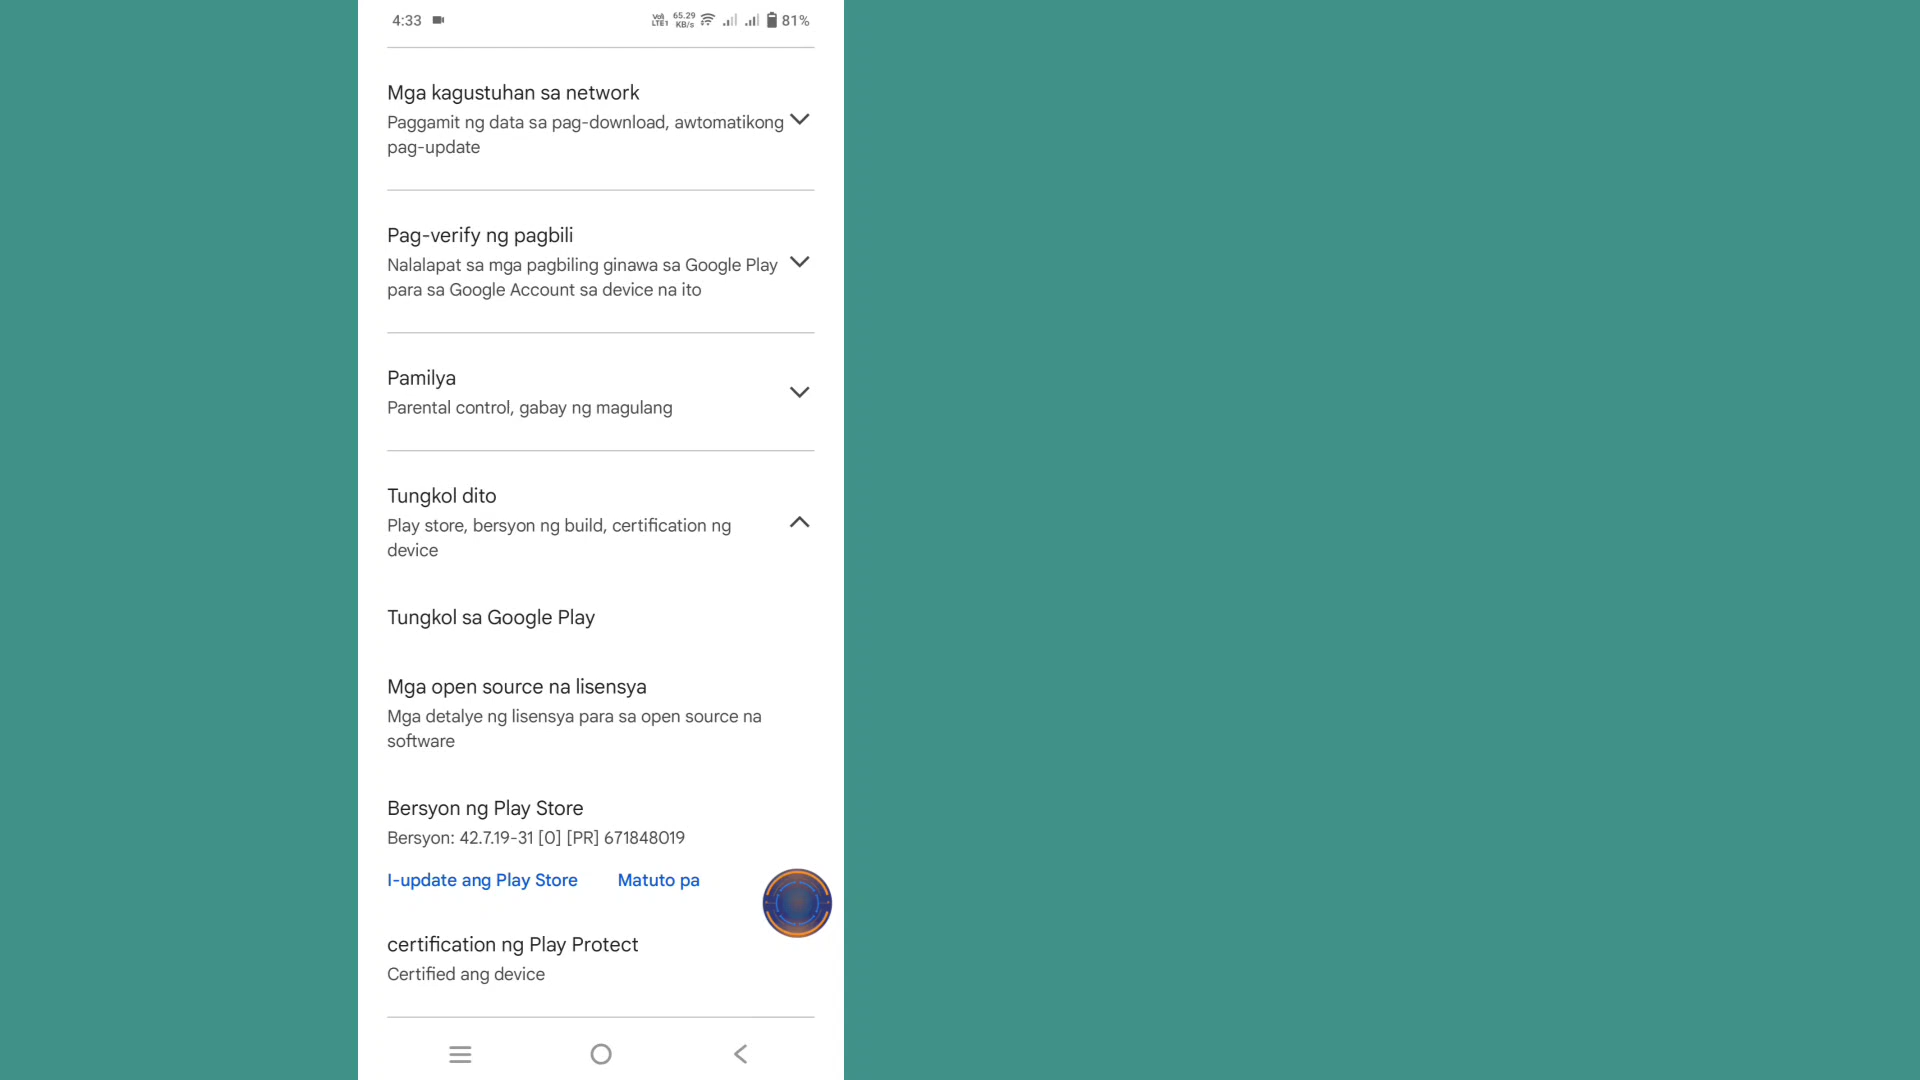 4:33
Vo) LTE1 65.29 KB/s 81%
Mga kagustuhan sa network
Paggamit ng data sa pag-download, awtomatikong
pag-update
Pag-verify ng pagbili
Nalalapat sa mga pagbiling ginawa sa Google Play
para sa Google Account sa device na ito
Pamilya
Parental control, gabay ng magulang
Tungkol dito
Play store, bersyon ng build, certification ng
device
Tungkol sa Google Play
Mga open source na lisensya
Mga detalye ng lisensya para sa open source na
software
Bersyon ng Play Store
Bersyon: 42.7.19-31 [0] [PR] 671848019
I-update ang Play Store Matuto pa
certification ng Play Protect
Certified ang device